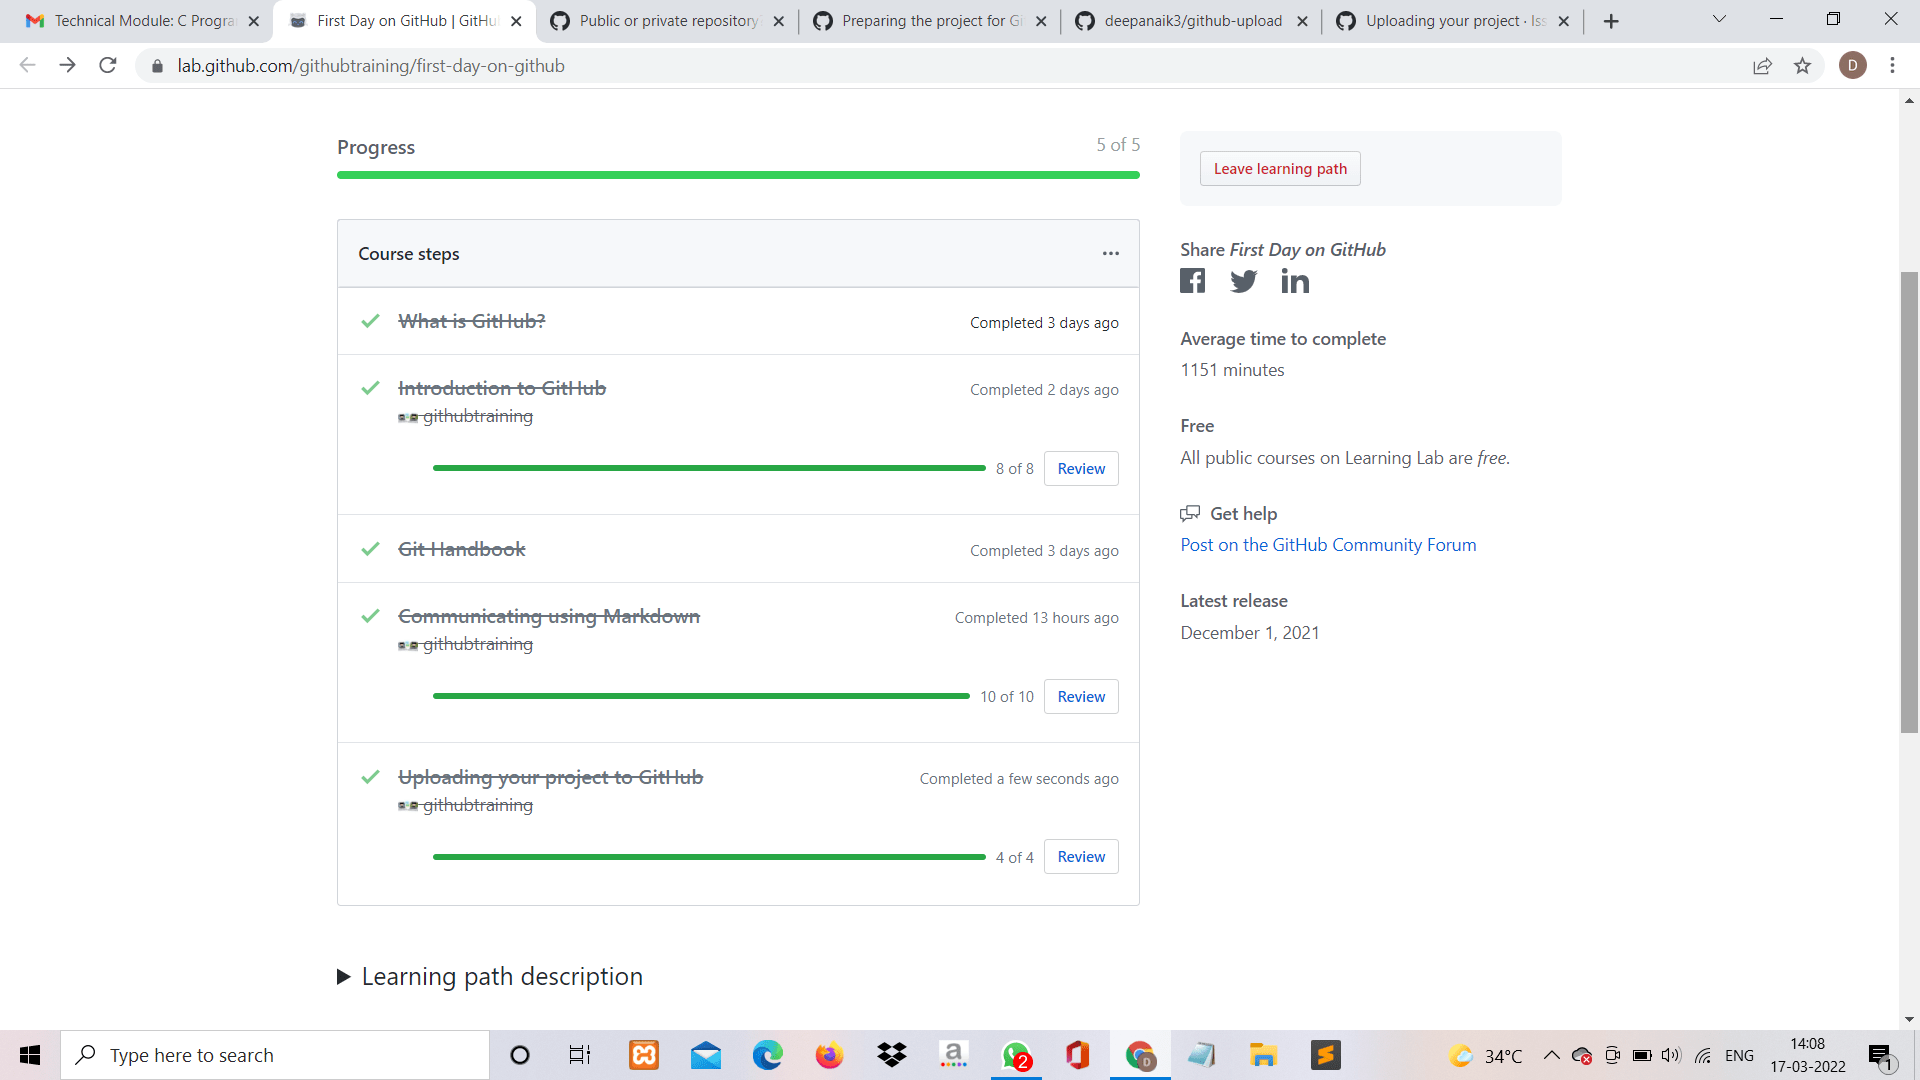 Technical Module: C Progra
First Day on GitHub | GitHu
Public or private repository?
Preparing the project for Gi
deepanaik3/github-upload
Uploading your project · Iss
lab.github.com/githubtraining/first-day-on-github
D
Progress
5 of 5
Leave learning path
Course steps
Share First Day on GitHub
What is GitHub?
Completed 3 days ago
Average time to complete
1151 minutes
Introduction to GitHub
Completed 2 days ago
githubtraining
Free
All public courses on Learning Lab are free.
8 of 8
Review
Get help
Post on the GitHub Community Forum
Git Handbook
Completed 3 days ago
Latest release
December 1, 2021
Communicating using Markdown
Completed 13 hours ago
githubtraining
10 of 10
Review
Uploading your project to GitHub
Completed a few seconds ago
githubtraining
4 of 4
Review
Learning path description
Type here to search
2
D
34°C
ENG
14:08
17-03-2022
1